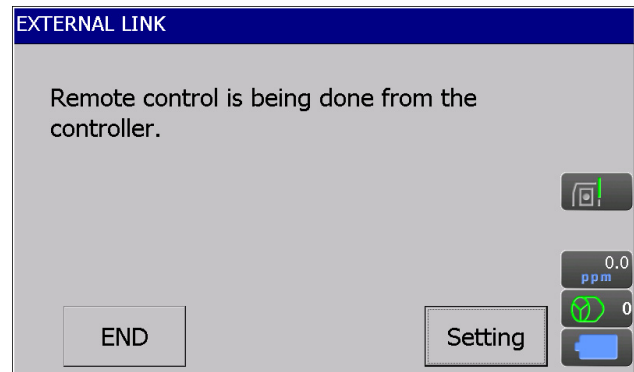 EXTERNAL LINK
Remote control is being done from the
controller.
0.0
ppm
0
END
Setting